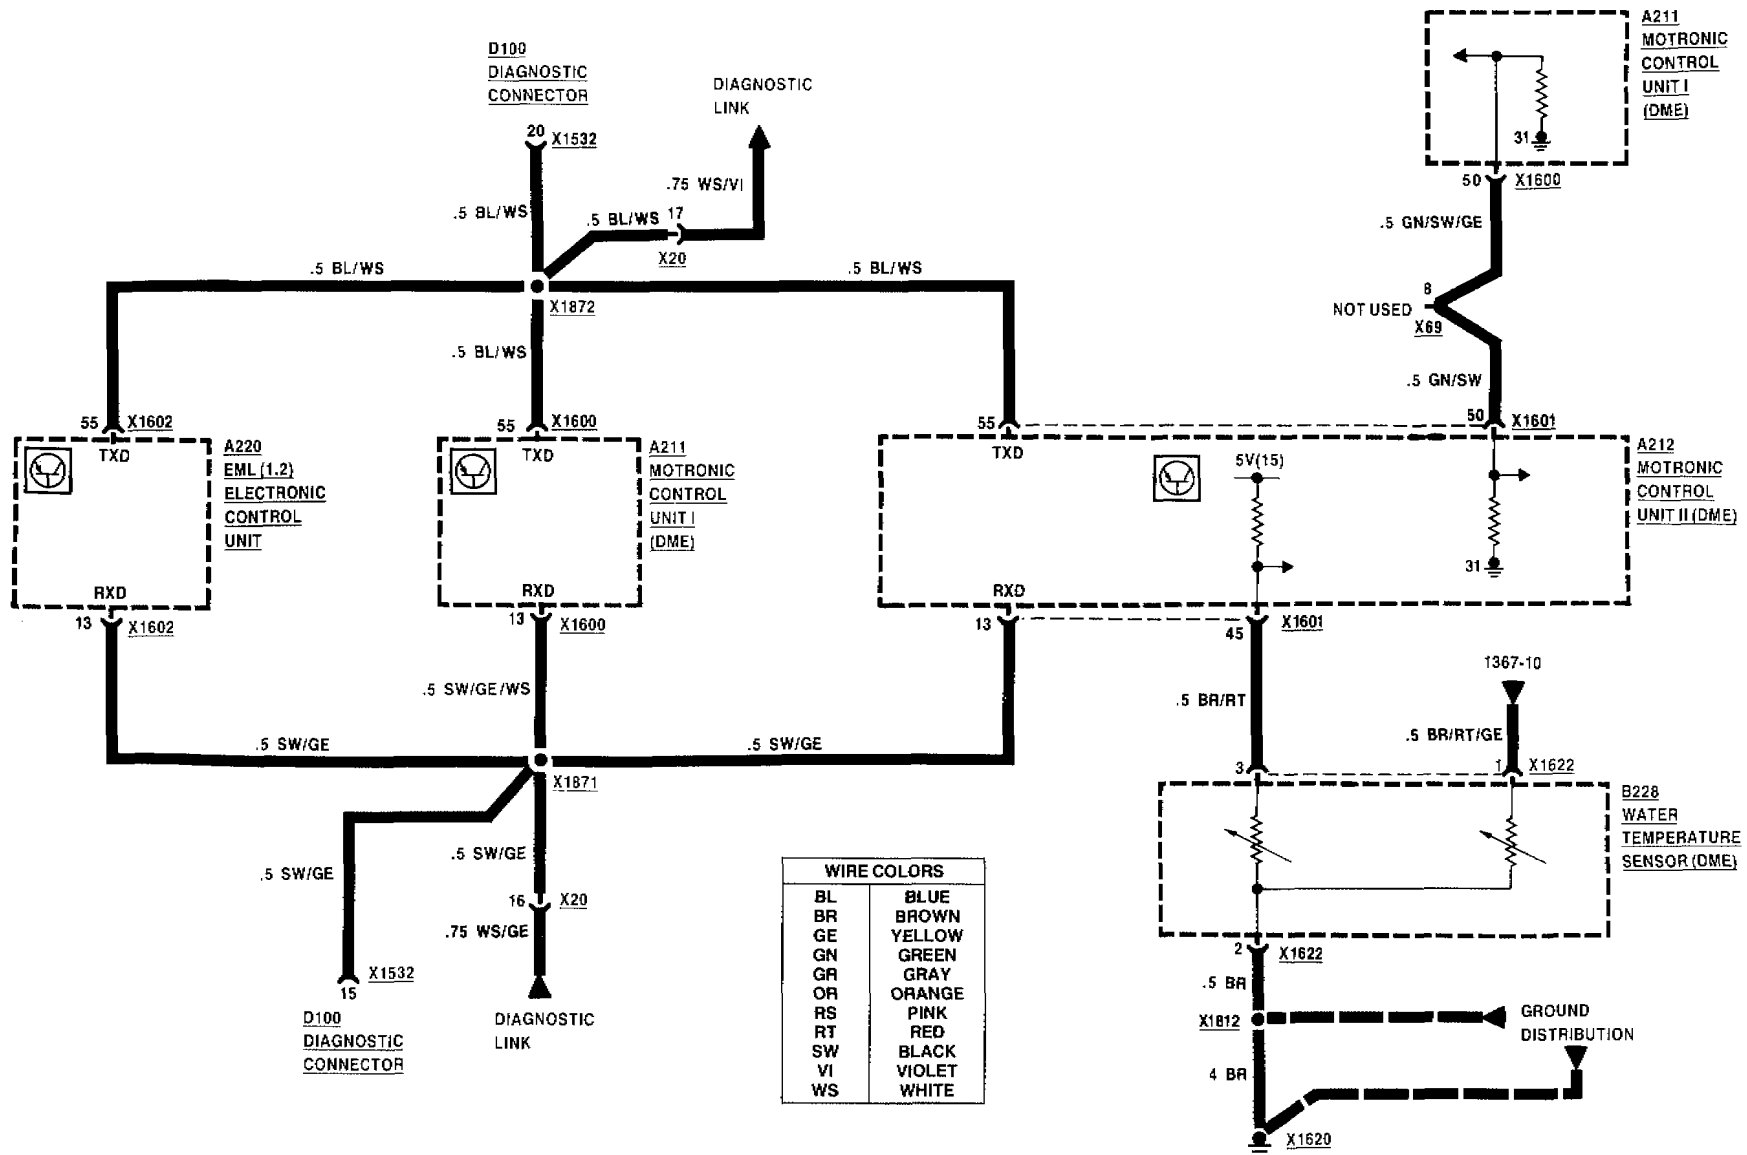 D100
DIAGNOSTIC
CONNECTOR
20
X1532
DIAGNOSTIC
LINK
.75 WS/VI
.5 BL/WS
.5 BL/WS
17
X20
.5 BL/WS
.5 BL/WS
X1872
.5 BL/WS
A211
MOTRONIC
CONTROL
UNIT I
(DME)
31
50
X1600
.5 GN/SW/GE
8
NOT USED
X69
.5 GN/SW
55
X1602
TXD
A220
EML (1.2)
ELECTRONIC
CONTROL
UNIT
RXD
13
X1602
55
X1600
TXD
A211
MOTRONIC
CONTROL
UNIT I
(DME)
RXD
13
X1600
55
TXD
50
X1601
5V(15)
31
A212
MOTRONIC
CONTROL
UNIT II (DME)
RXD
13
45
X1601
.5 SW/GE/WS
.5 SW/GE
.5 SW/GE
X1871
.5 SW/GE
.5 SW/GE
16
X20
.75 WS/GE
X1532
15
D100
DIAGNOSTIC
CONNECTOR
DIAGNOSTIC
LINK
.5 BR/RT
1367-10
.5 BR/RT/GE
3
1
X1622
B228
WATER
TEMPERATURE
SENSOR (DME)
2
X1622
.5 BR
X1812
GROUND
DISTRIBUTION
4 BR
X1620
WIRE COLORS
BL BLUE
BR BROWN
GE YELLOW
GN GREEN
GR GRAY
OR ORANGE
RS PINK
RT RED
SW BLACK
VI VIOLET
WS WHITE